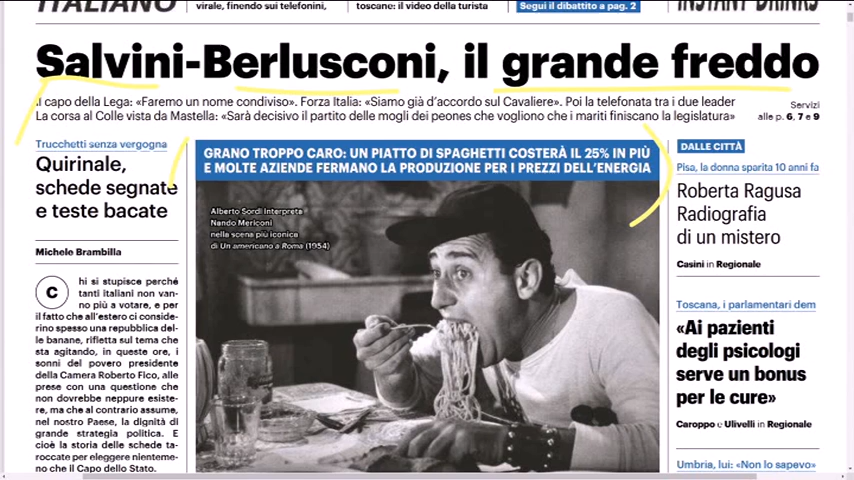 ITALIANO
virale, finendo sui telefonini,
toscane: il video della turista
Segui il dibattito a pag. 2
INSTANT DRINKS
Salvini-Berlusconi, il grande freddo
Il capo della Lega: «Faremo un nome condiviso». Forza Italia: «Siamo già d'accordo sul Cavaliere». Poi la telefonata tra i due leader
La corsa al Colle vista da Mastella: «Sarà decisivo il partito delle mogli dei peones che vogliono che i mariti finiscano la legislatura»
Servizi
alle p. 6, 7 e 9
Trucchetti senza vergogna
Quirinale,
schede segnate
e teste bacate
Michele Brambilla
Chi si stupisce perché
tanti italiani non van-
no più a votare, e per
il fatto che all'estero ci conside-
rino spesso una repubblica del-
le banane, rifletta sul tema che
sta agitando, in queste ore, i
sonni del povero presidente
della Camera Roberto Fico, alle
prese con una questione che
non dovrebbe neppure esiste-
re, ma che al contrario assume,
nel nostro Paese, la dignità di
grande strategia politica. E
cioè la storia delle schede ta-
roccate per eleggere nienteme-
no che il Capo dello Stato.
GRANO TROPPO CARO: UN PIATTO DI SPAGHETTI COSTERÀ IL 25% IN PIÙ
E MOLTE AZIENDE FERMANO LA PRODUZIONE PER I PREZZI DELL'ENERGIA
Alberto Sordi interpreta
Nando Mericoni
nella scena più iconica
di Un americano a Roma (1954)
DALLE CITTÀ
Pisa, la donna sparita 10 anni fa
Roberta Ragusa
Radiografia
di un mistero
Casini in Regionale
Toscana, i parlamentari dem
«Ai pazienti
degli psicologi
serve un bonus
per le cure»
Caroppo e Ulivelli in Regionale
Umbria, lui: «Non lo sapevo»